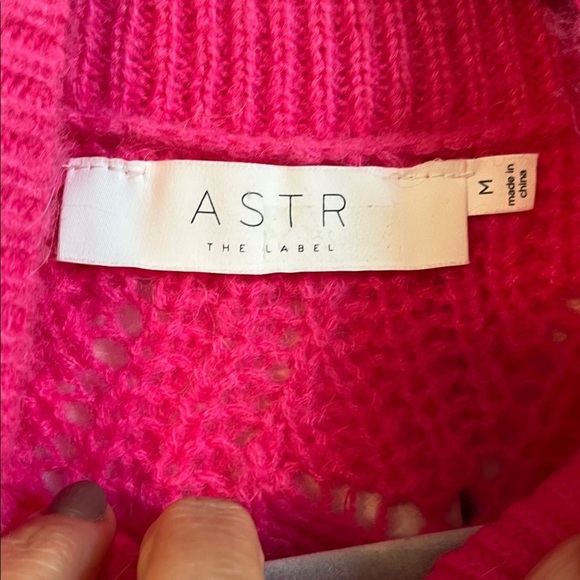 ASTR
THE LABEL
M
made in
china